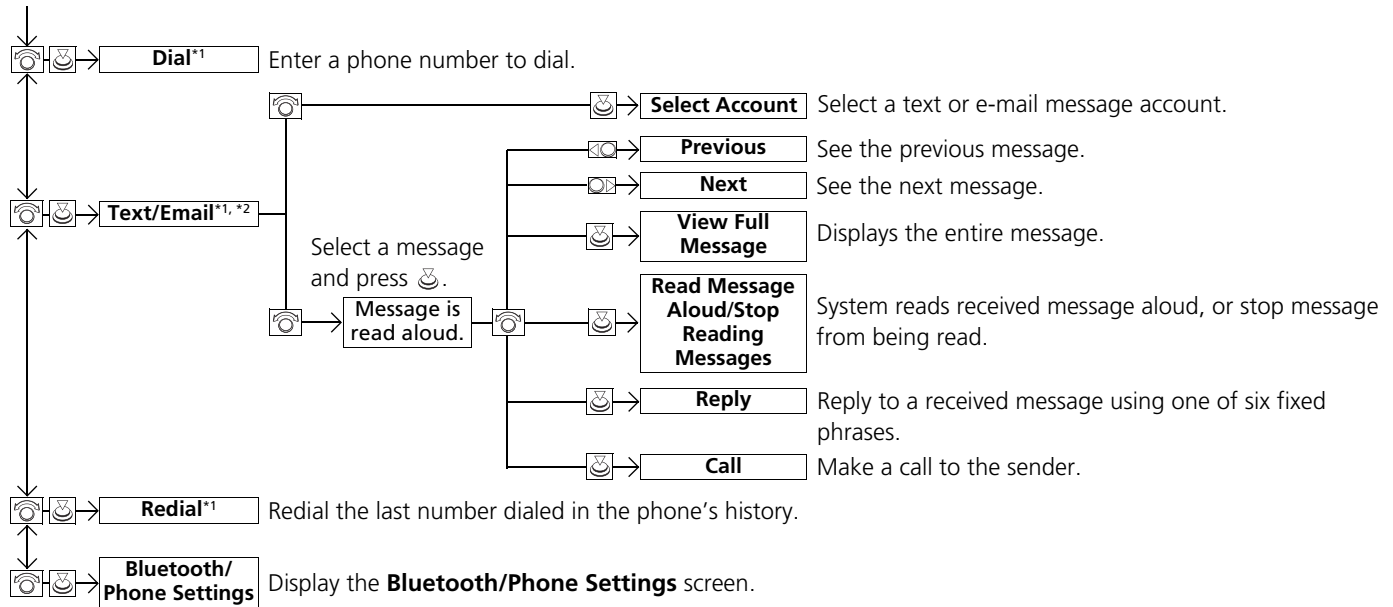 Dial*1 Enter a phone number to dial.
Select Account Select a text or e-mail message account.
Previous See the previous message.
Next See the next message.
Text/Email*1, *2
View Full
Message
Displays the entire message.
Select a message
and press
Message is
read aloud.
Read Message
Aloud/Stop
Reading
Messages
System reads received message aloud, or stop message
from being read.
Reply Reply to a received message using one of six fixed
phrases.
Call Make a call to the sender.
Redial*1 Redial the last number dialed in the phone’s history.
Bluetooth/
Phone Settings
Display the Bluetooth/Phone Settings screen.